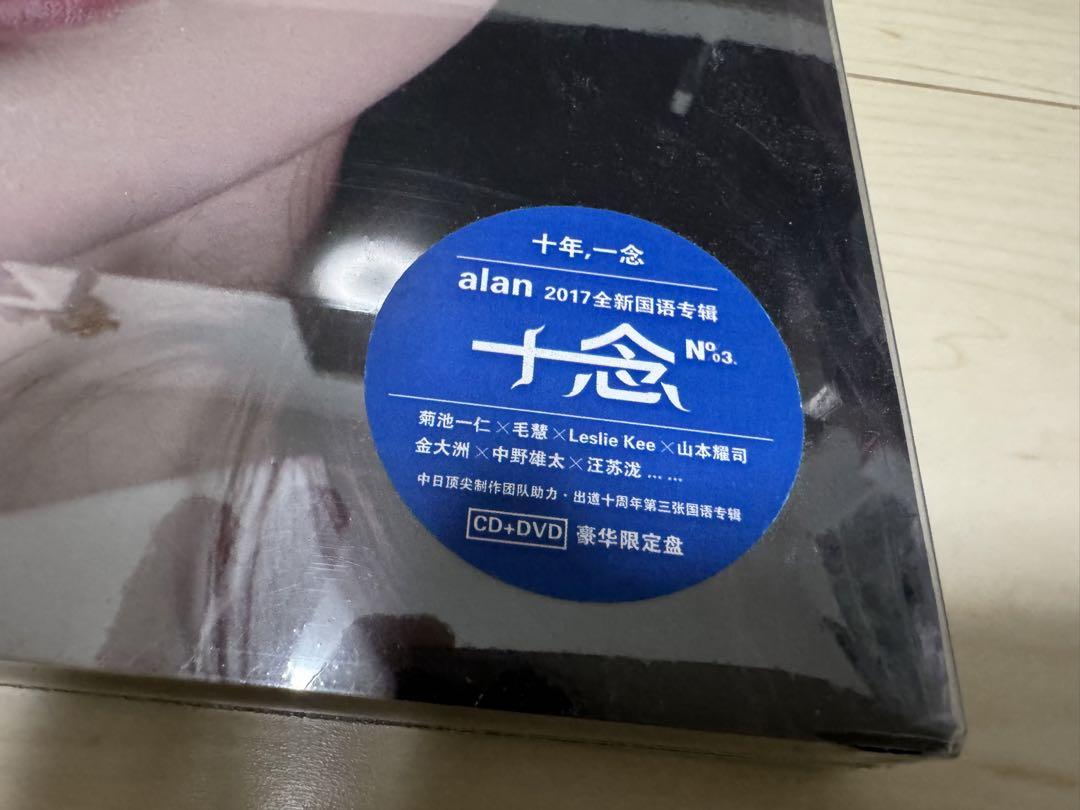 十年,一念
alan 2017全新国语专辑
十念 Nº03.
菊池一仁×毛慧×Leslie Kee×山本耀司
金大洲×中野雄太×汪苏泷 ... ...
中日顶尖制作团队助力·出道十周年第三张国语专辑
CD+DVD 豪华限定盘